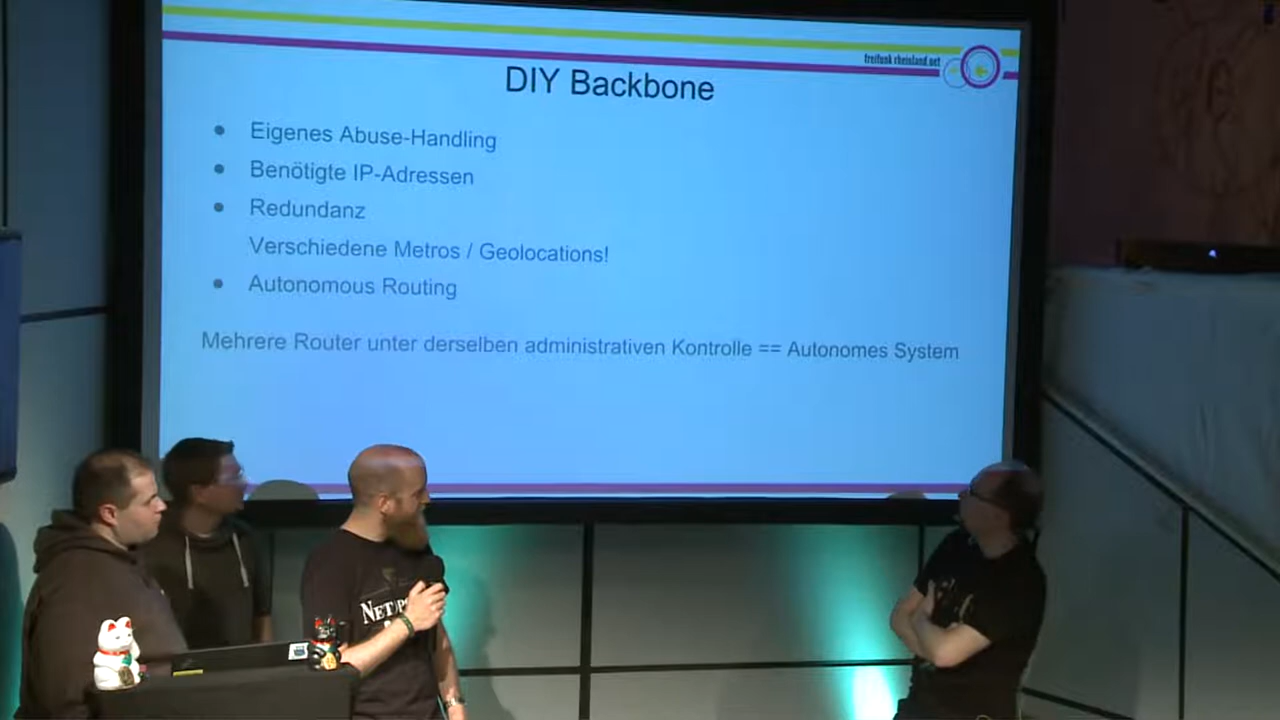 freifunk rheinland.net
DIY Backbone
Eigenes Abuse-Handling
Benötigte IP-Adressen
Redundanz
Verschiedene Metros / Geolocations!
Autonomous Routing
Mehrere Router unter derselben administrativen Kontrolle == Autonomes System